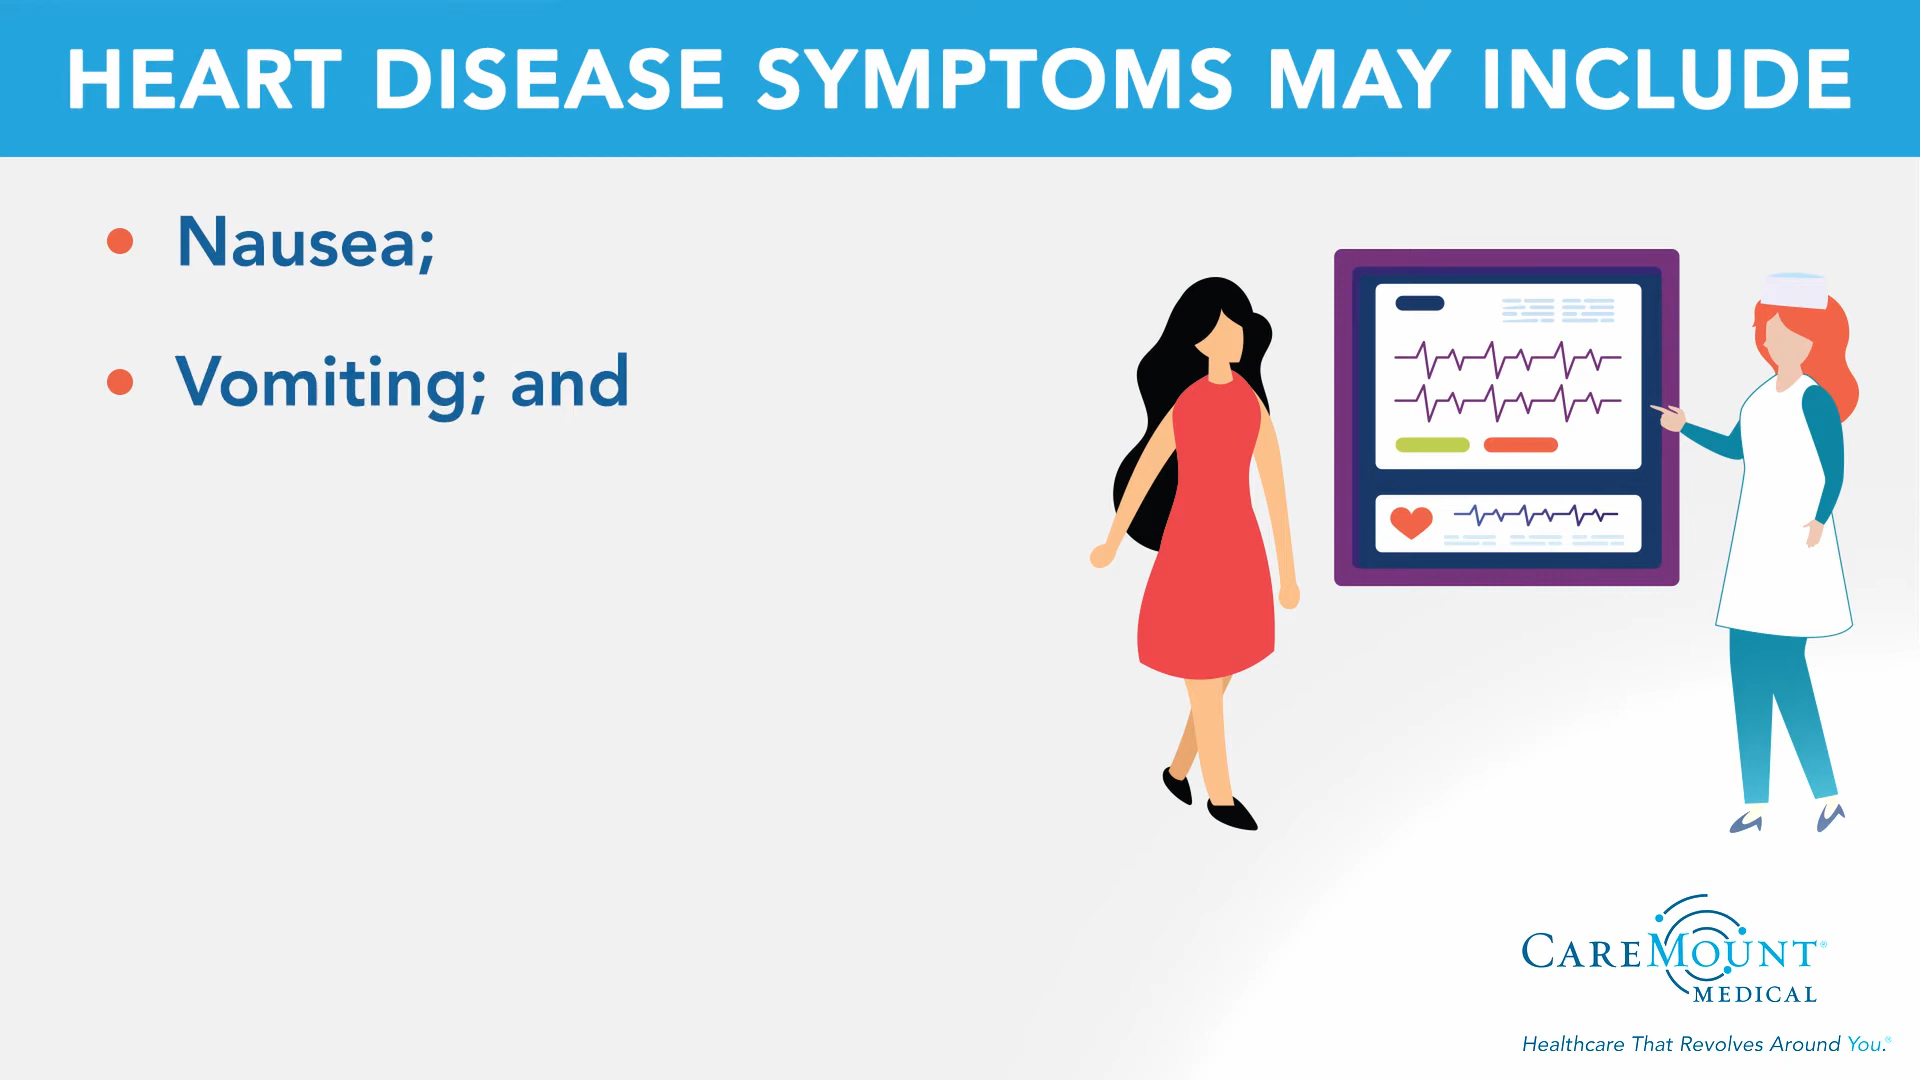 HEART DISEASE SYMPTOMS MAY INCLUDE
• Nausea;
• Vomiting; and
CAREMOUNT®
MEDICAL
Healthcare That Revolves Around You.®